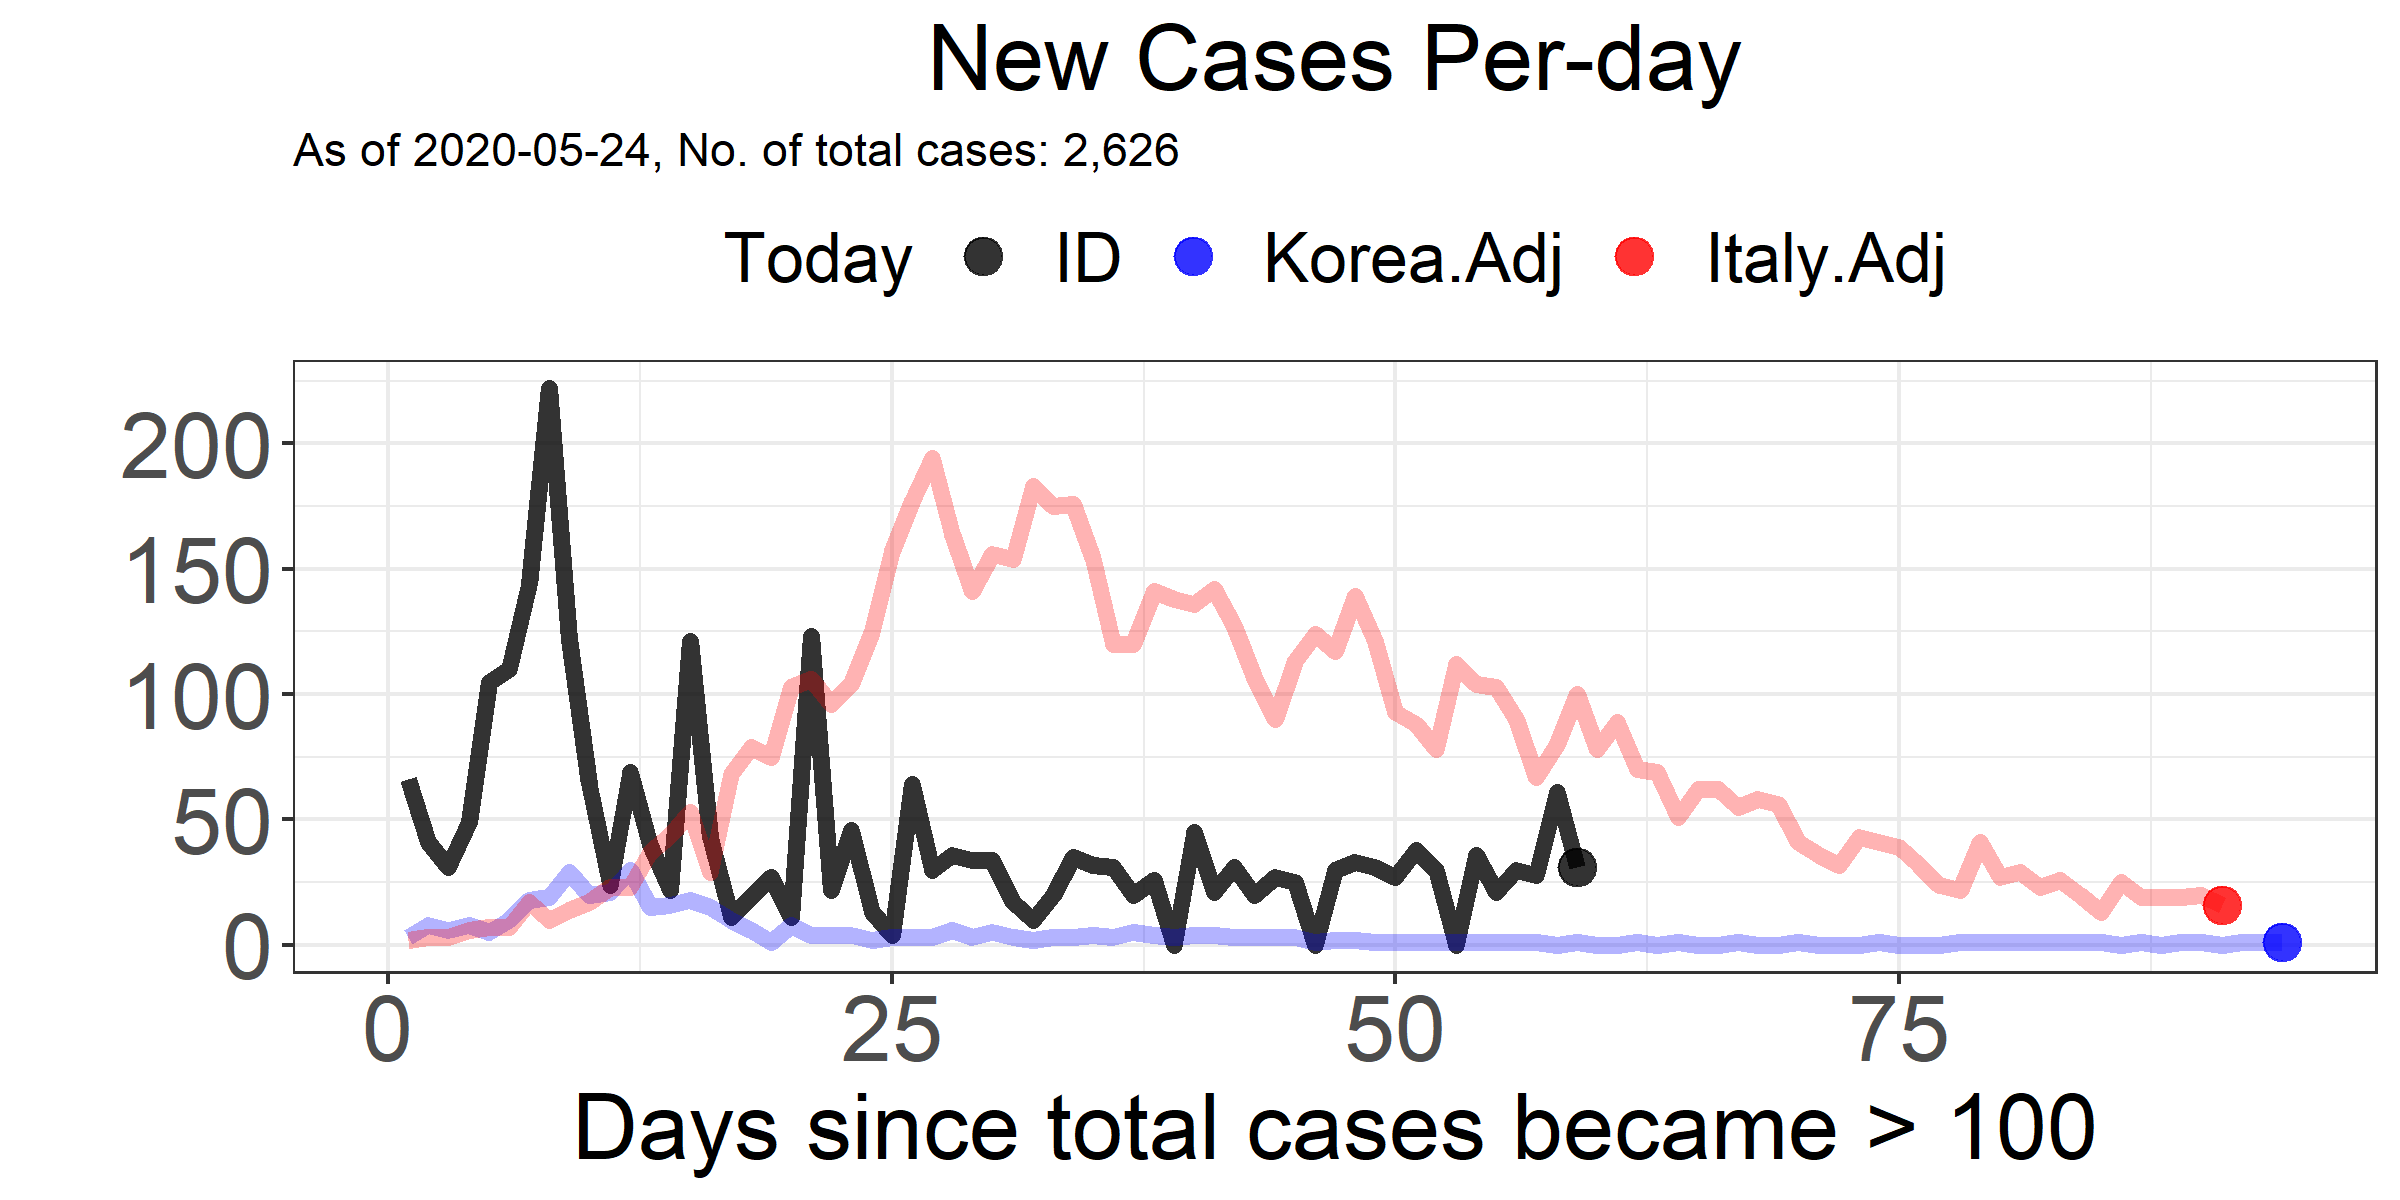 New Cases Per-day
As of 2020-05-24, No. of total cases: 2,626
Today ID Korea.Adj Italy.Adj
200
150
100
50
0
0 25 50 75
Days since total cases became > 100